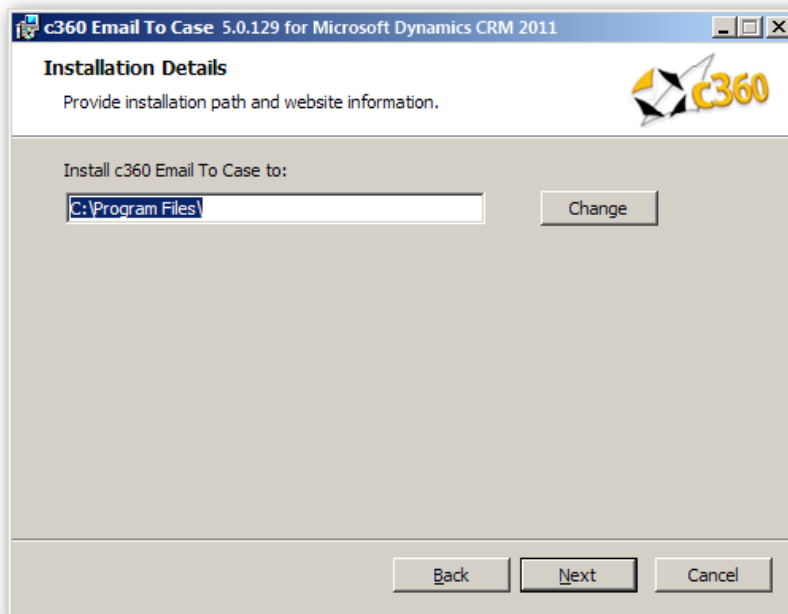 c360 Email To Case 5.0.129 for Microsoft Dynamics CRM 2011
Installation Details
Provide installation path and website information.
c360
Install c360 Email To Case to:
C:\Program Files\
Change
Back
Next
Cancel